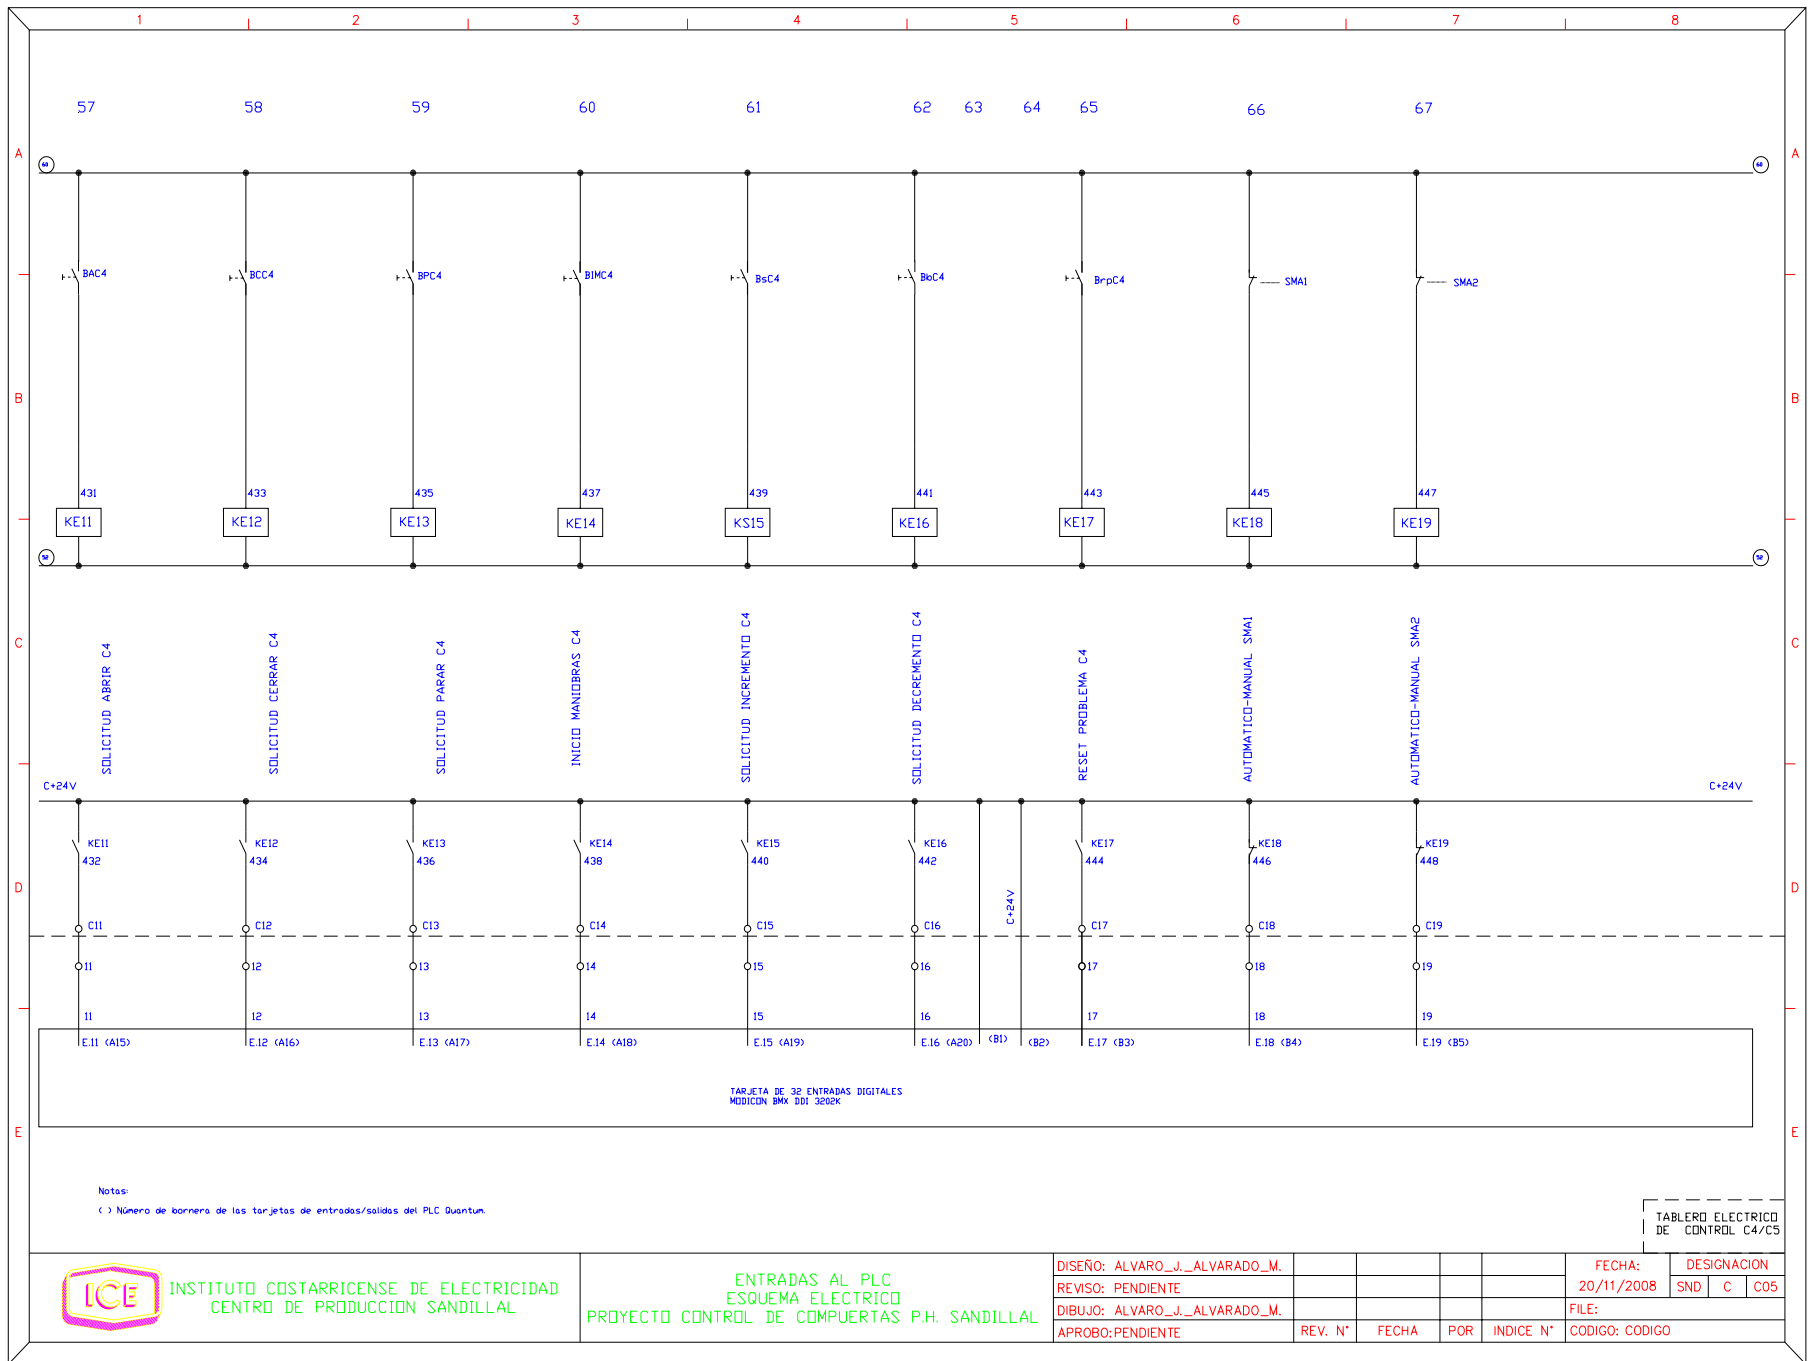 1 2 3 4 5 6 7 8
57 58 59 60 61 62 63 64 65 66 67
A A
60 60
BAC4 BCC4 BPC4 BIMC4 BsC4 BbC4 BrpC4 SMA1 SMA2
B B
431 433 435 437 439 441 443 445 447
KE11 KE12 KE13 KE14 KS15 KE16 KE17 KE18 KE19
52 52
C C
SOLICITUD ABRIR C4
SOLICITUD CERRAR C4
SOLICITUD PARAR C4
INICIO MANIOBRAS C4
SOLICITUD INCREMENTO C4
SOLICITUD DECREMENTO C4
RESET PROBLEMA C4
AUTOMATICO-MANUAL SMA1
AUTOMATICO-MANUAL SMA2
C+24V C+24V
KE11 KE12 KE13 KE14 KE15 KE16 KE17 KE18 KE19
432 434 436 438 440 442 444 446 448
D D
C+24V
C11 C12 C13 C14 C15 C16 C17 C18 C19
11 12 13 14 15 16 17 18 19
11 12 13 14 15 16 17 18 19
E.11 (A15) E.12 (A16) E.13 (A17) E.14 (A18) E.15 (A19) E.16 (A20) (B1) (B2) E.17 (B3) E.18 (B4) E.19 (B5)
TARJETA DE 32 ENTRADAS DIGITALES
MODICON BMX DDI 3202K
E E
Notas:
( ) Número de bornera de las tarjetas de entradas/salidas del PLC Quantum.
TABLERO ELECTRICO
DE CONTROL C4/C5
ICE
INSTITUTO COSTARRICENSE DE ELECTRICIDAD
CENTRO DE PRODUCCION SANDILLAL
ENTRADAS AL PLC
ESQUEMA ELECTRICO
PROYECTO CONTROL DE COMPUERTAS P.H. SANDILLAL
DISEÑO: ALVARO_J._ALVARADO_M.
REVISO: PENDIENTE
DIBUJO: ALVARO_J._ALVARADO_M.
APROBO: PENDIENTE
REV. N° FECHA POR INDICE N°
FECHA:
20/11/2008
DESIGNACION
SND C C05
FILE:
CODIGO: CODIGO